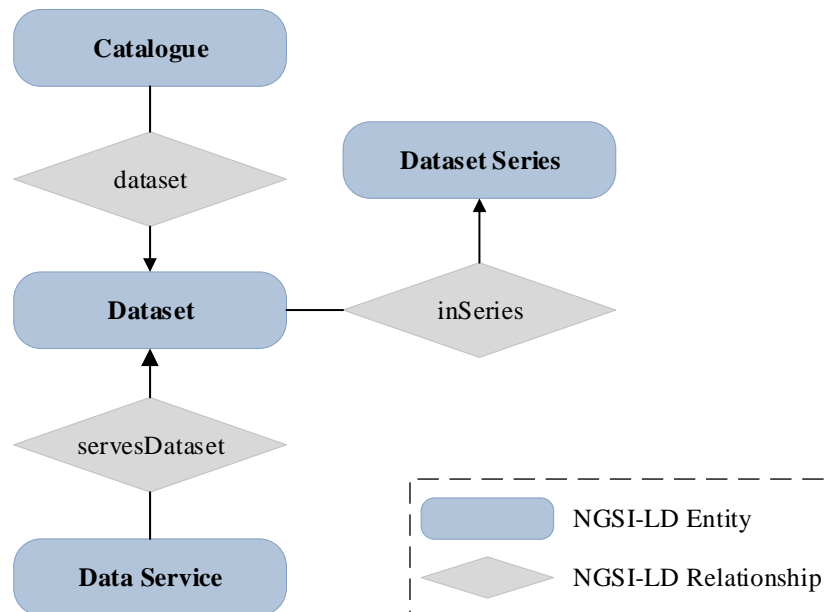 Catalogue
dataset
Dataset Series
Dataset
inSeries
servesDataset
Data Service
NGSI-LD Entity
NGSI-LD Relationship